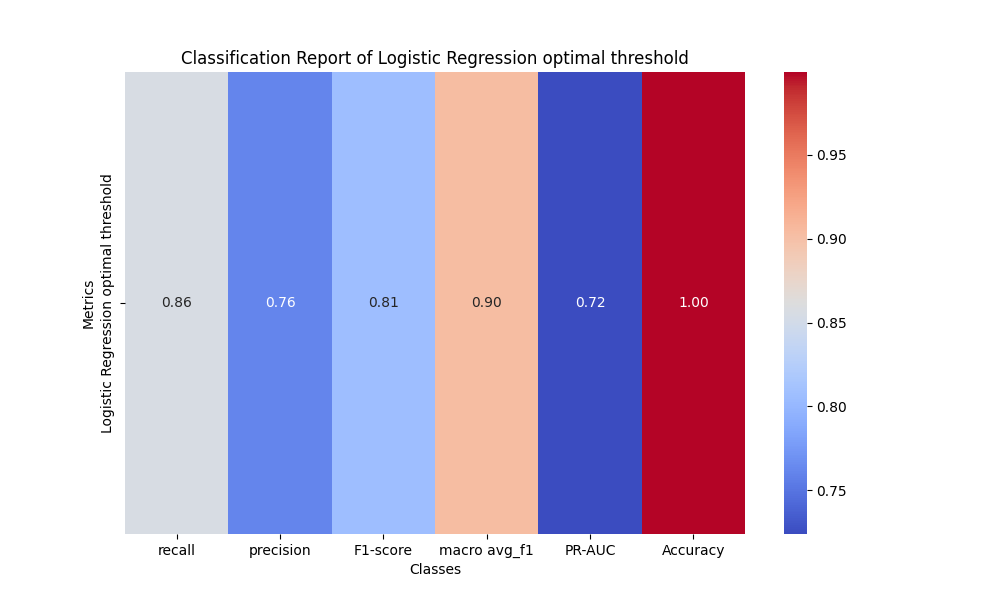 Classification Report of Logistic Regression optimal threshold
Metrics
Logistic Regression optimal threshold
0.86 0.76 0.81 0.90 0.72 1.00
recall precision F1-score macro avg_f1 PR-AUC Accuracy
Classes
0.95
0.90
0.85
0.80
0.75